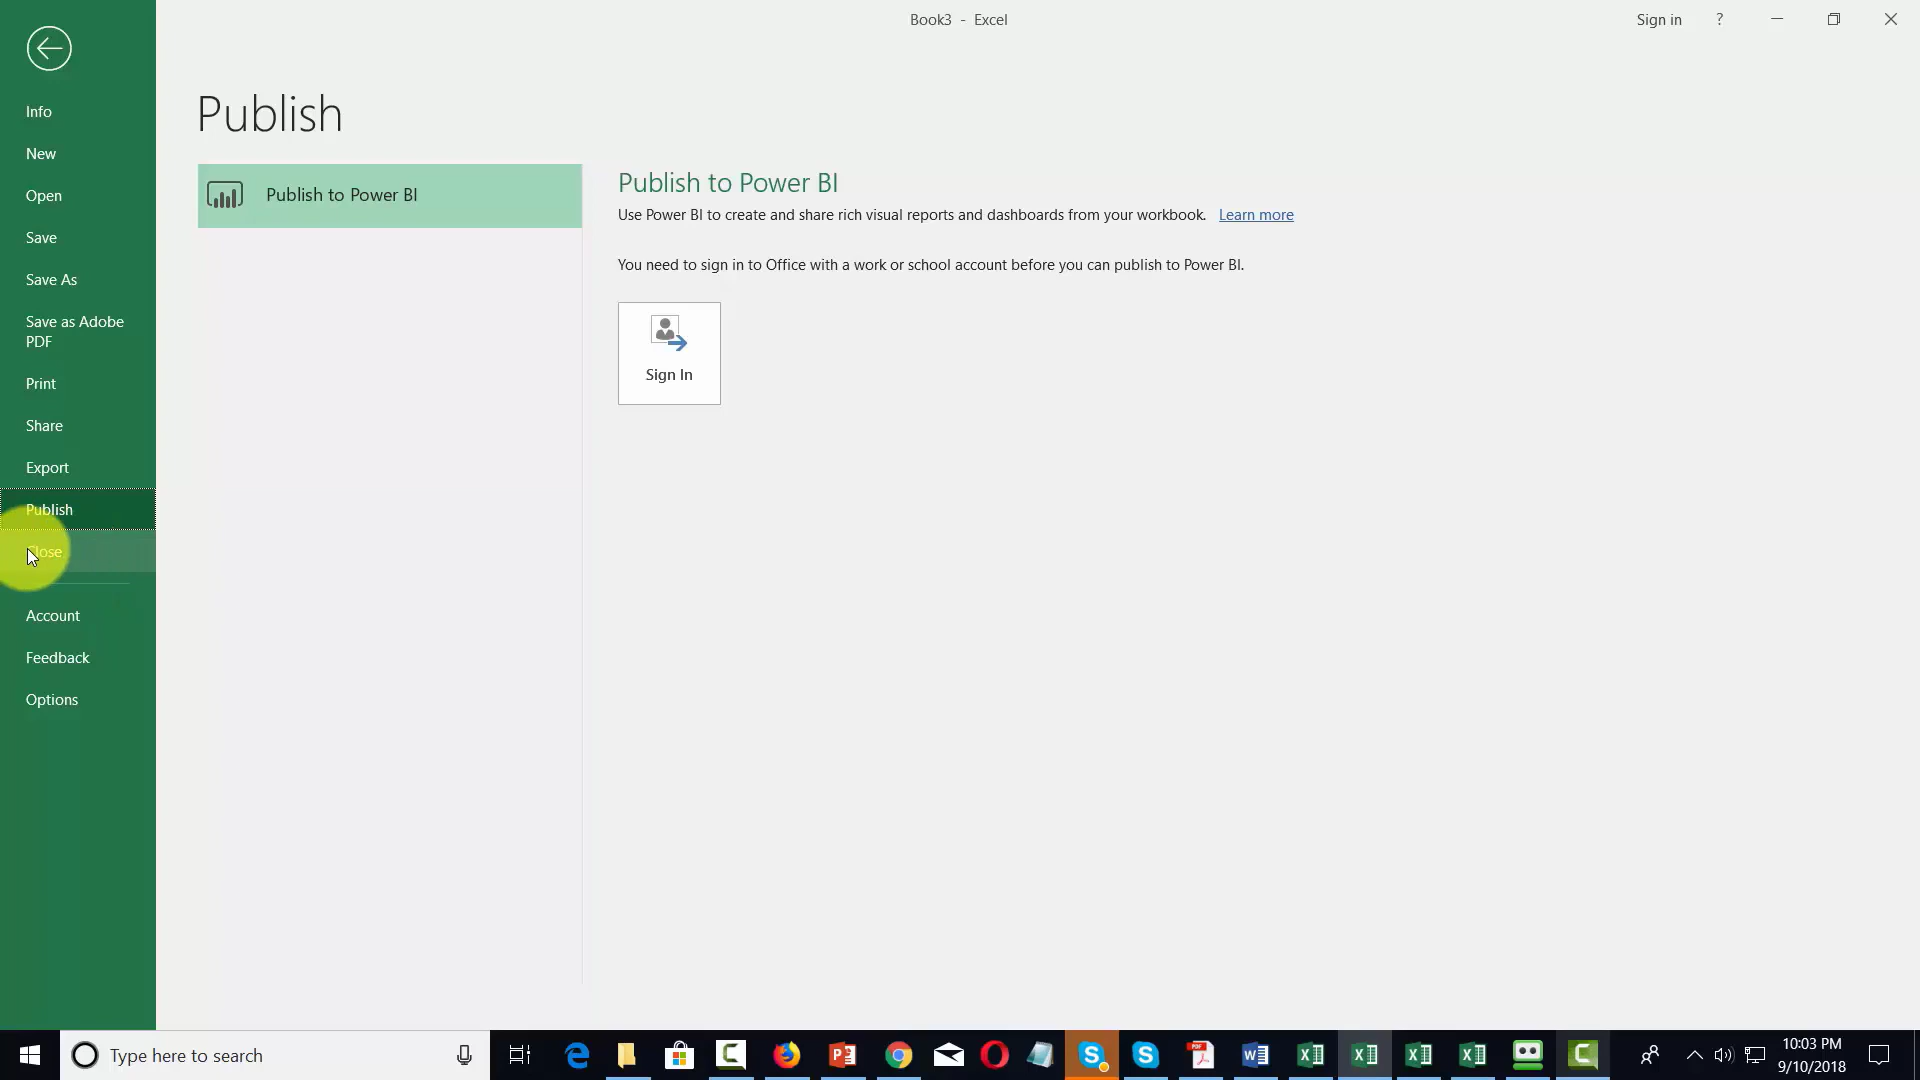 Book3 - Excel
Sign in ?
Info
New
Open
Save
Save As
Save as Adobe
PDF
Print
Share
Export
Publish
Close
Account
Feedback
Options
Publish
Publish to Power BI
Publish to Power BI
Use Power BI to create and share rich visual reports and dashboards from your workbook. Learn more
You need to sign in to Office with a work or school account before you can publish to Power BI.
Sign In
Type here to search
10:03 PM
9/10/2018